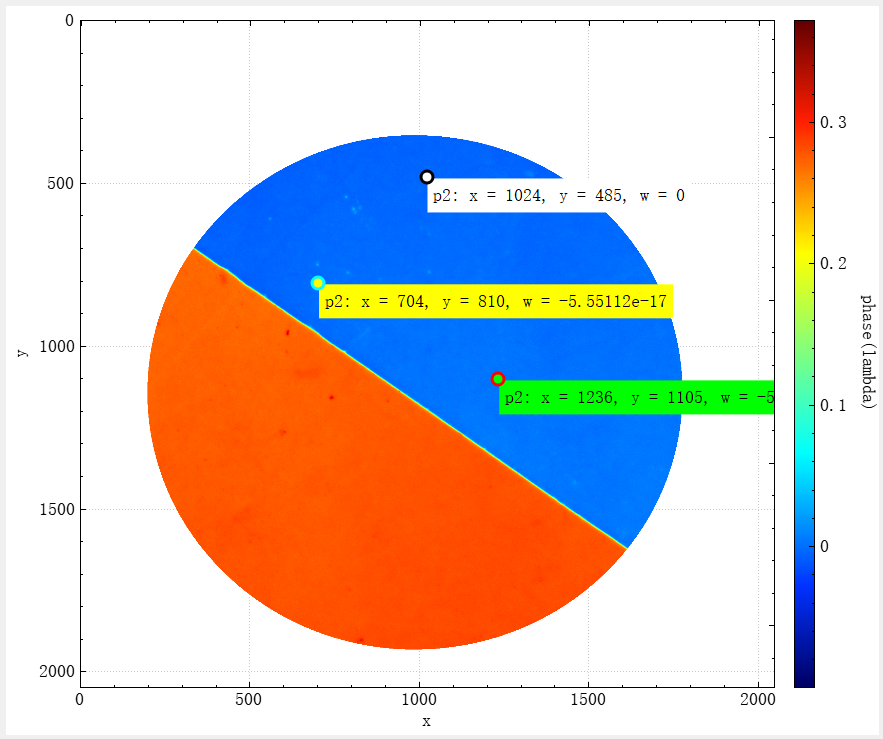 0
500
1000
1500
2000
y
0
500
1000
1500
2000
x
p2: x = 1024, y = 485, w = 0
p2: x = 704, y = 810, w = -5.55112e-17
p2: x = 1236, y = 1105, w = -5
0.3
0.2
0.1
0
phase(lambda)